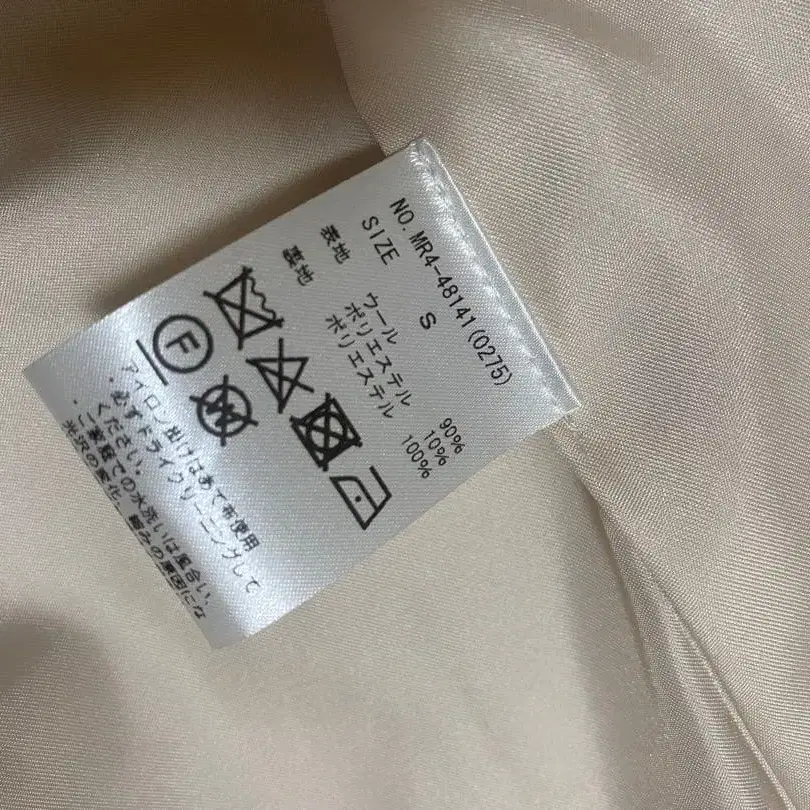 NO.MR4-48141(0275)
SIZE S
表地 ウール 90%
ポリエステル 10%
裏地 ポリエステル 100%
F
W
アイロン掛けはあて布使用
・必ずドライクリーニングして
ください。
・ご家庭での水洗いは風合い、
光沢の変化、縮みの原因にな